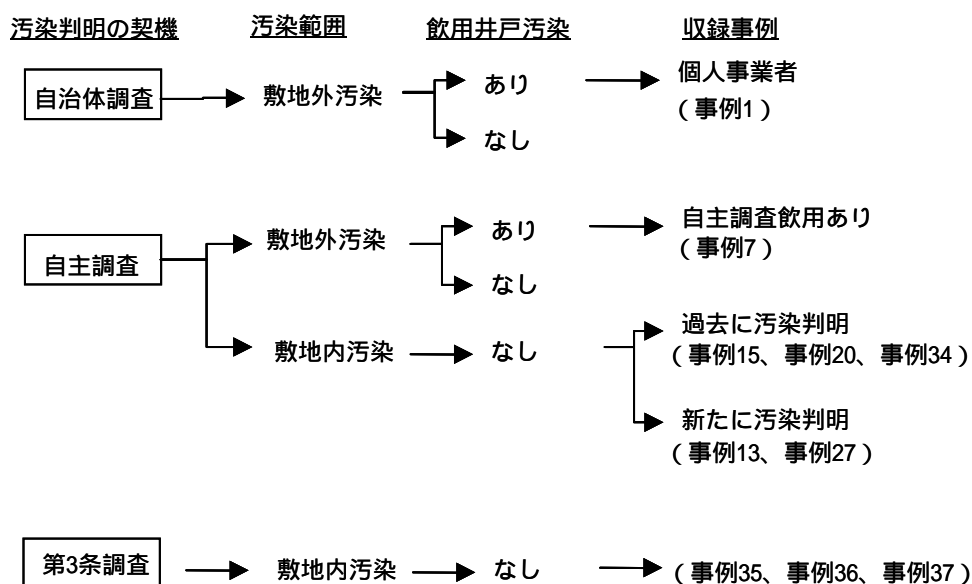 汚染判明の契機 汚染範囲 飲用井戸汚染 収録事例
自治体調査 敷地外汚染 あり 個人事業者
(事例1)
なし
自主調査 敷地外汚染 あり 自主調査飲用あり
(事例7)
なし
敷地内汚染 なし 過去に汚染判明
(事例15、事例20、事例34)
新たに汚染判明
(事例13、事例27)
第3条調査 敷地内汚染 なし (事例35、事例36、事例37)